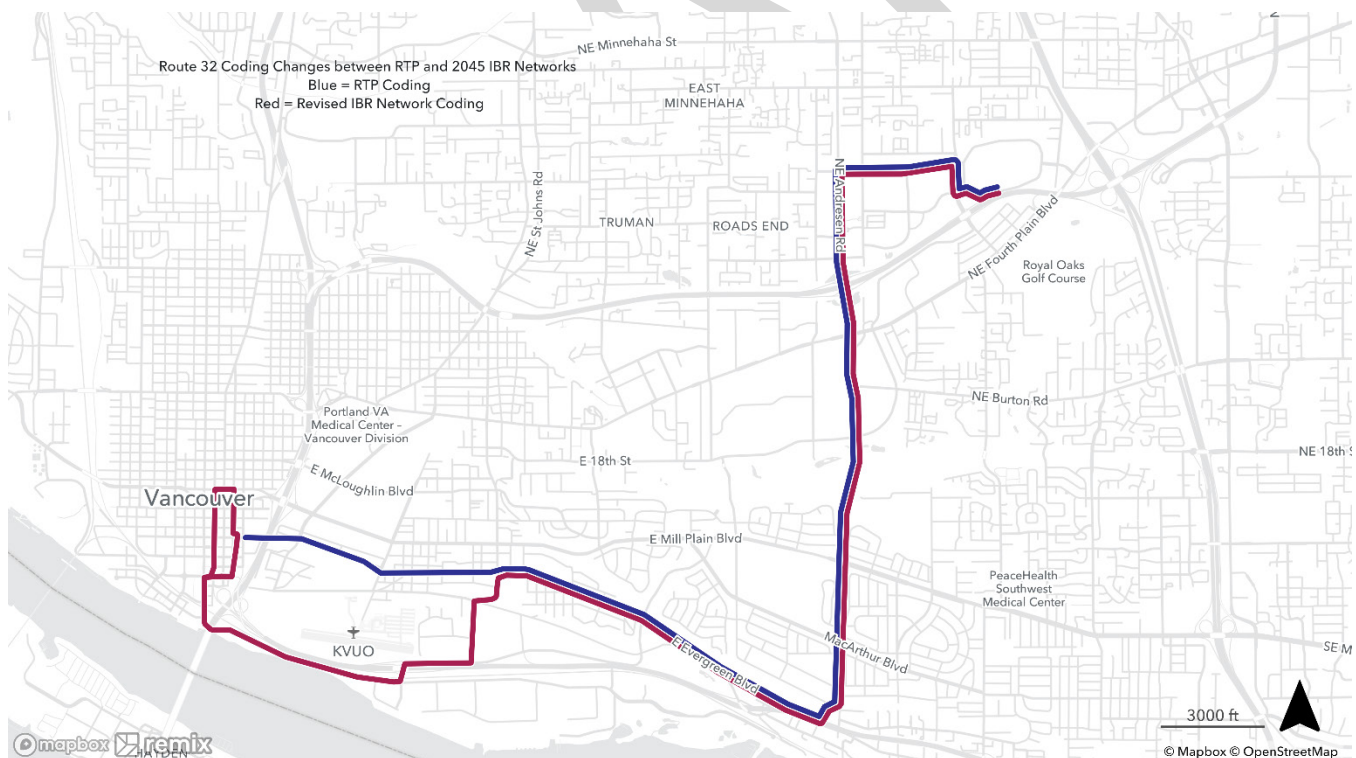 NE Minnehaha St
Route 32 Coding Changes between RTP and 2045 IBR Networks
Blue = RTP Coding
Red = Revised IBR Network Coding
EAST
MINNEHAHA
NE St Johns Rd
NE Andresen Rd
TRUMAN
ROADS END
NE Fourth Plain Blvd
Royal Oaks
Golf Course
NE Burton Rd
Portland VA
Medical Center –
Vancouver Division
E McLoughlin Blvd
E 18th St
NE 18th S
Vancouver
E Mill Plain Blvd
PeaceHealth
Southwest
Medical Center
KVUO
E Evergreen Blvd
MacArthur Blvd
SE M
3000 ft
mapbox remix
HAYDEN
© Mapbox © OpenStreetMap